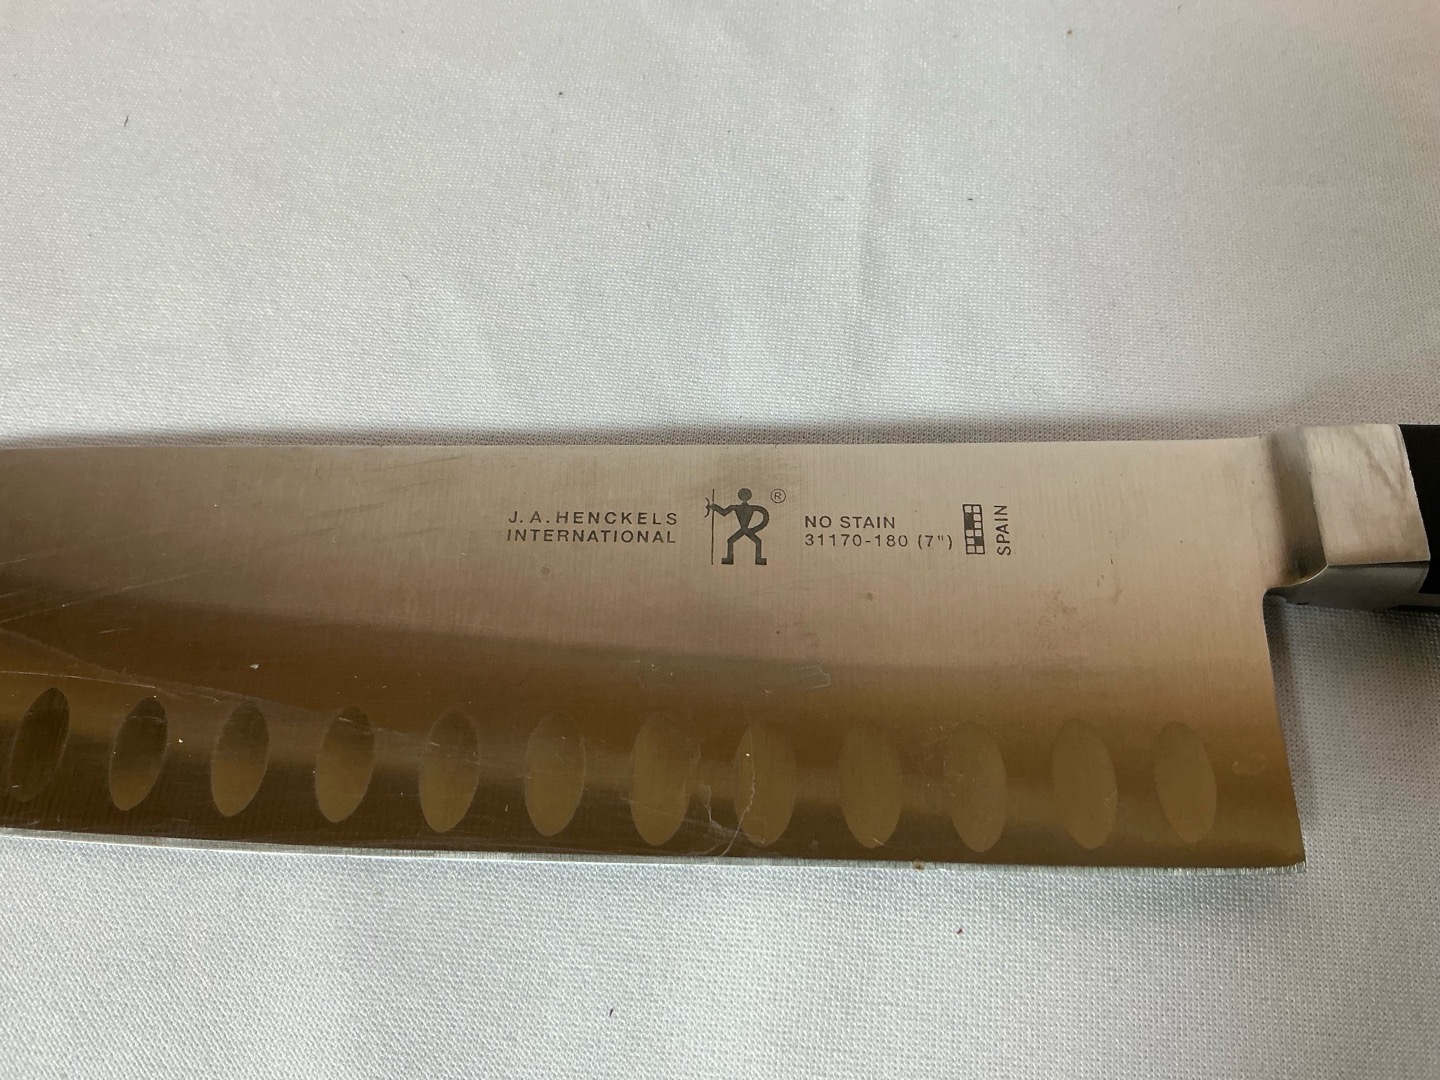 J.A. HENCKELS
INTERNATIONAL
®
NO STAIN
31170-180 (7")
SPAIN